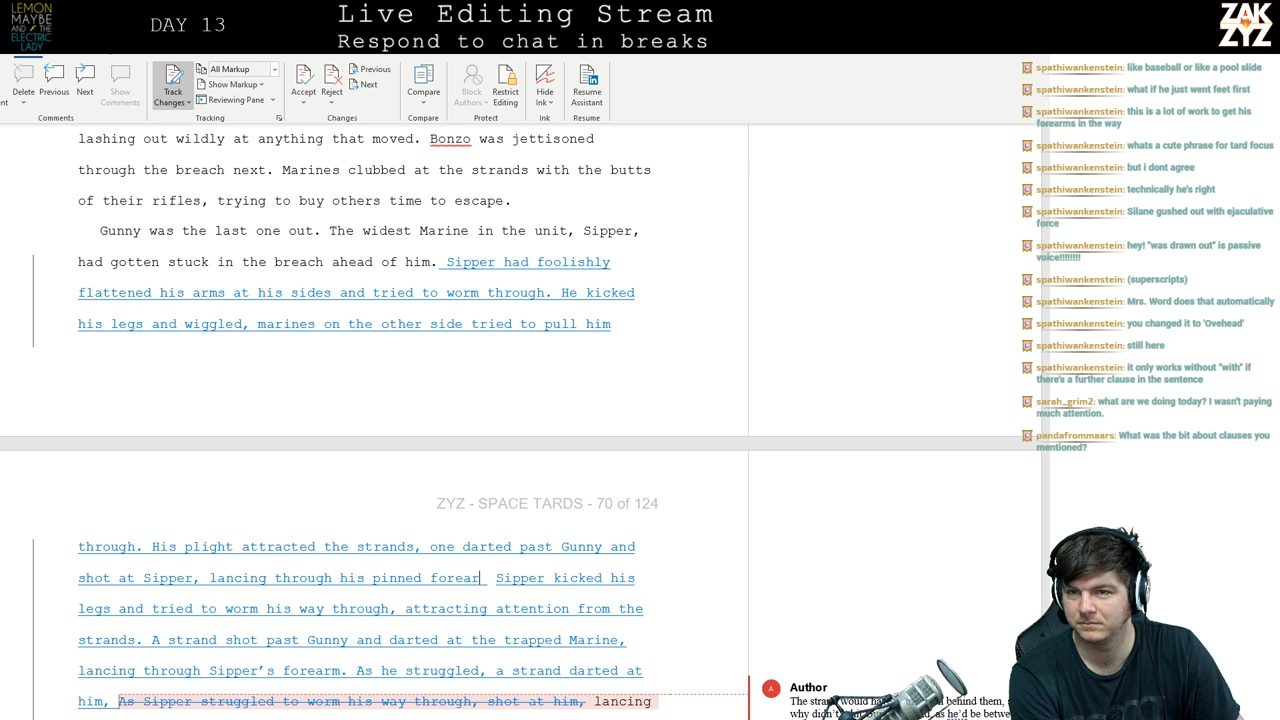 LEMON
MAYBE
AND THE
ELECTRIC
LADY
DAY 13
Live Editing Stream
Respond to chat in breaks
ZAK
ZYZ
Delete
Previous
Next
Show
Comments
Comments
Track
Changes
All Markup
Show Markup
Reviewing Pane
Tracking
Accept
Reject
Previous
Next
Changes
Compare
Compare
Block
Authors
Restrict
Editing
Protect
Hide
Ink
Ink
Resume
Assistant
Resume
lashing out wildly at anything that moved. Bonzo was jettisoned
through the breach next. Marines clubbed at the strands with the butts
of their rifles, trying to buy others time to escape.
Gunny was the last one out. The widest Marine in the unit, Sipper,
had gotten stuck in the breach ahead of him. Sipper had foolishly
flattened his arms at his sides and tried to worm through. He kicked
his legs and wiggled, marines on the other side tried to pull him
ZYZ - SPACE TARDS - 70 of 124
through. His plight attracted the strands, one darted past Gunny and
shot at Sipper, lancing through his pinned forear Sipper kicked his
legs and tried to worm his way through, attracting attention from the
strands. A strand shot past Gunny and darted at the trapped Marine,
lancing through Sipper's forearm. As he struggled, a strand darted at
him, As Sipper struggled to worm his way through, shot at him, lancing
A
Author
The stran
behind them,
why didn't
as he'd be betwe
spathiwankenstein: like baseball or like a pool slide
spathiwankenstein: what if he just went feet first
spathiwankenstein: this is a lot of work to get his
forearms in the way
spathiwankenstein: whats a cute phrase for tard focus
spathiwankenstein: but i dont agree
spathiwankenstein: technically he's right
spathiwankenstein: Silane gushed out with ejaculative
force
spathiwankenstein: hey! "was drawn out" is passive
voice!!!!!!!!
spathiwankenstein: (superscripts)
spathiwankenstein: Mrs. Word does that automatically
spathiwankenstein: you changed it to 'Ovehead'
spathiwankenstein: still here
spathiwankenstein: it only works without "with" if
there's a further clause in the sentence
sarah_grim2: what are we doing today? I wasn't paying
much attention.
pandafrommaars: What was the bit about clauses you
mentioned?